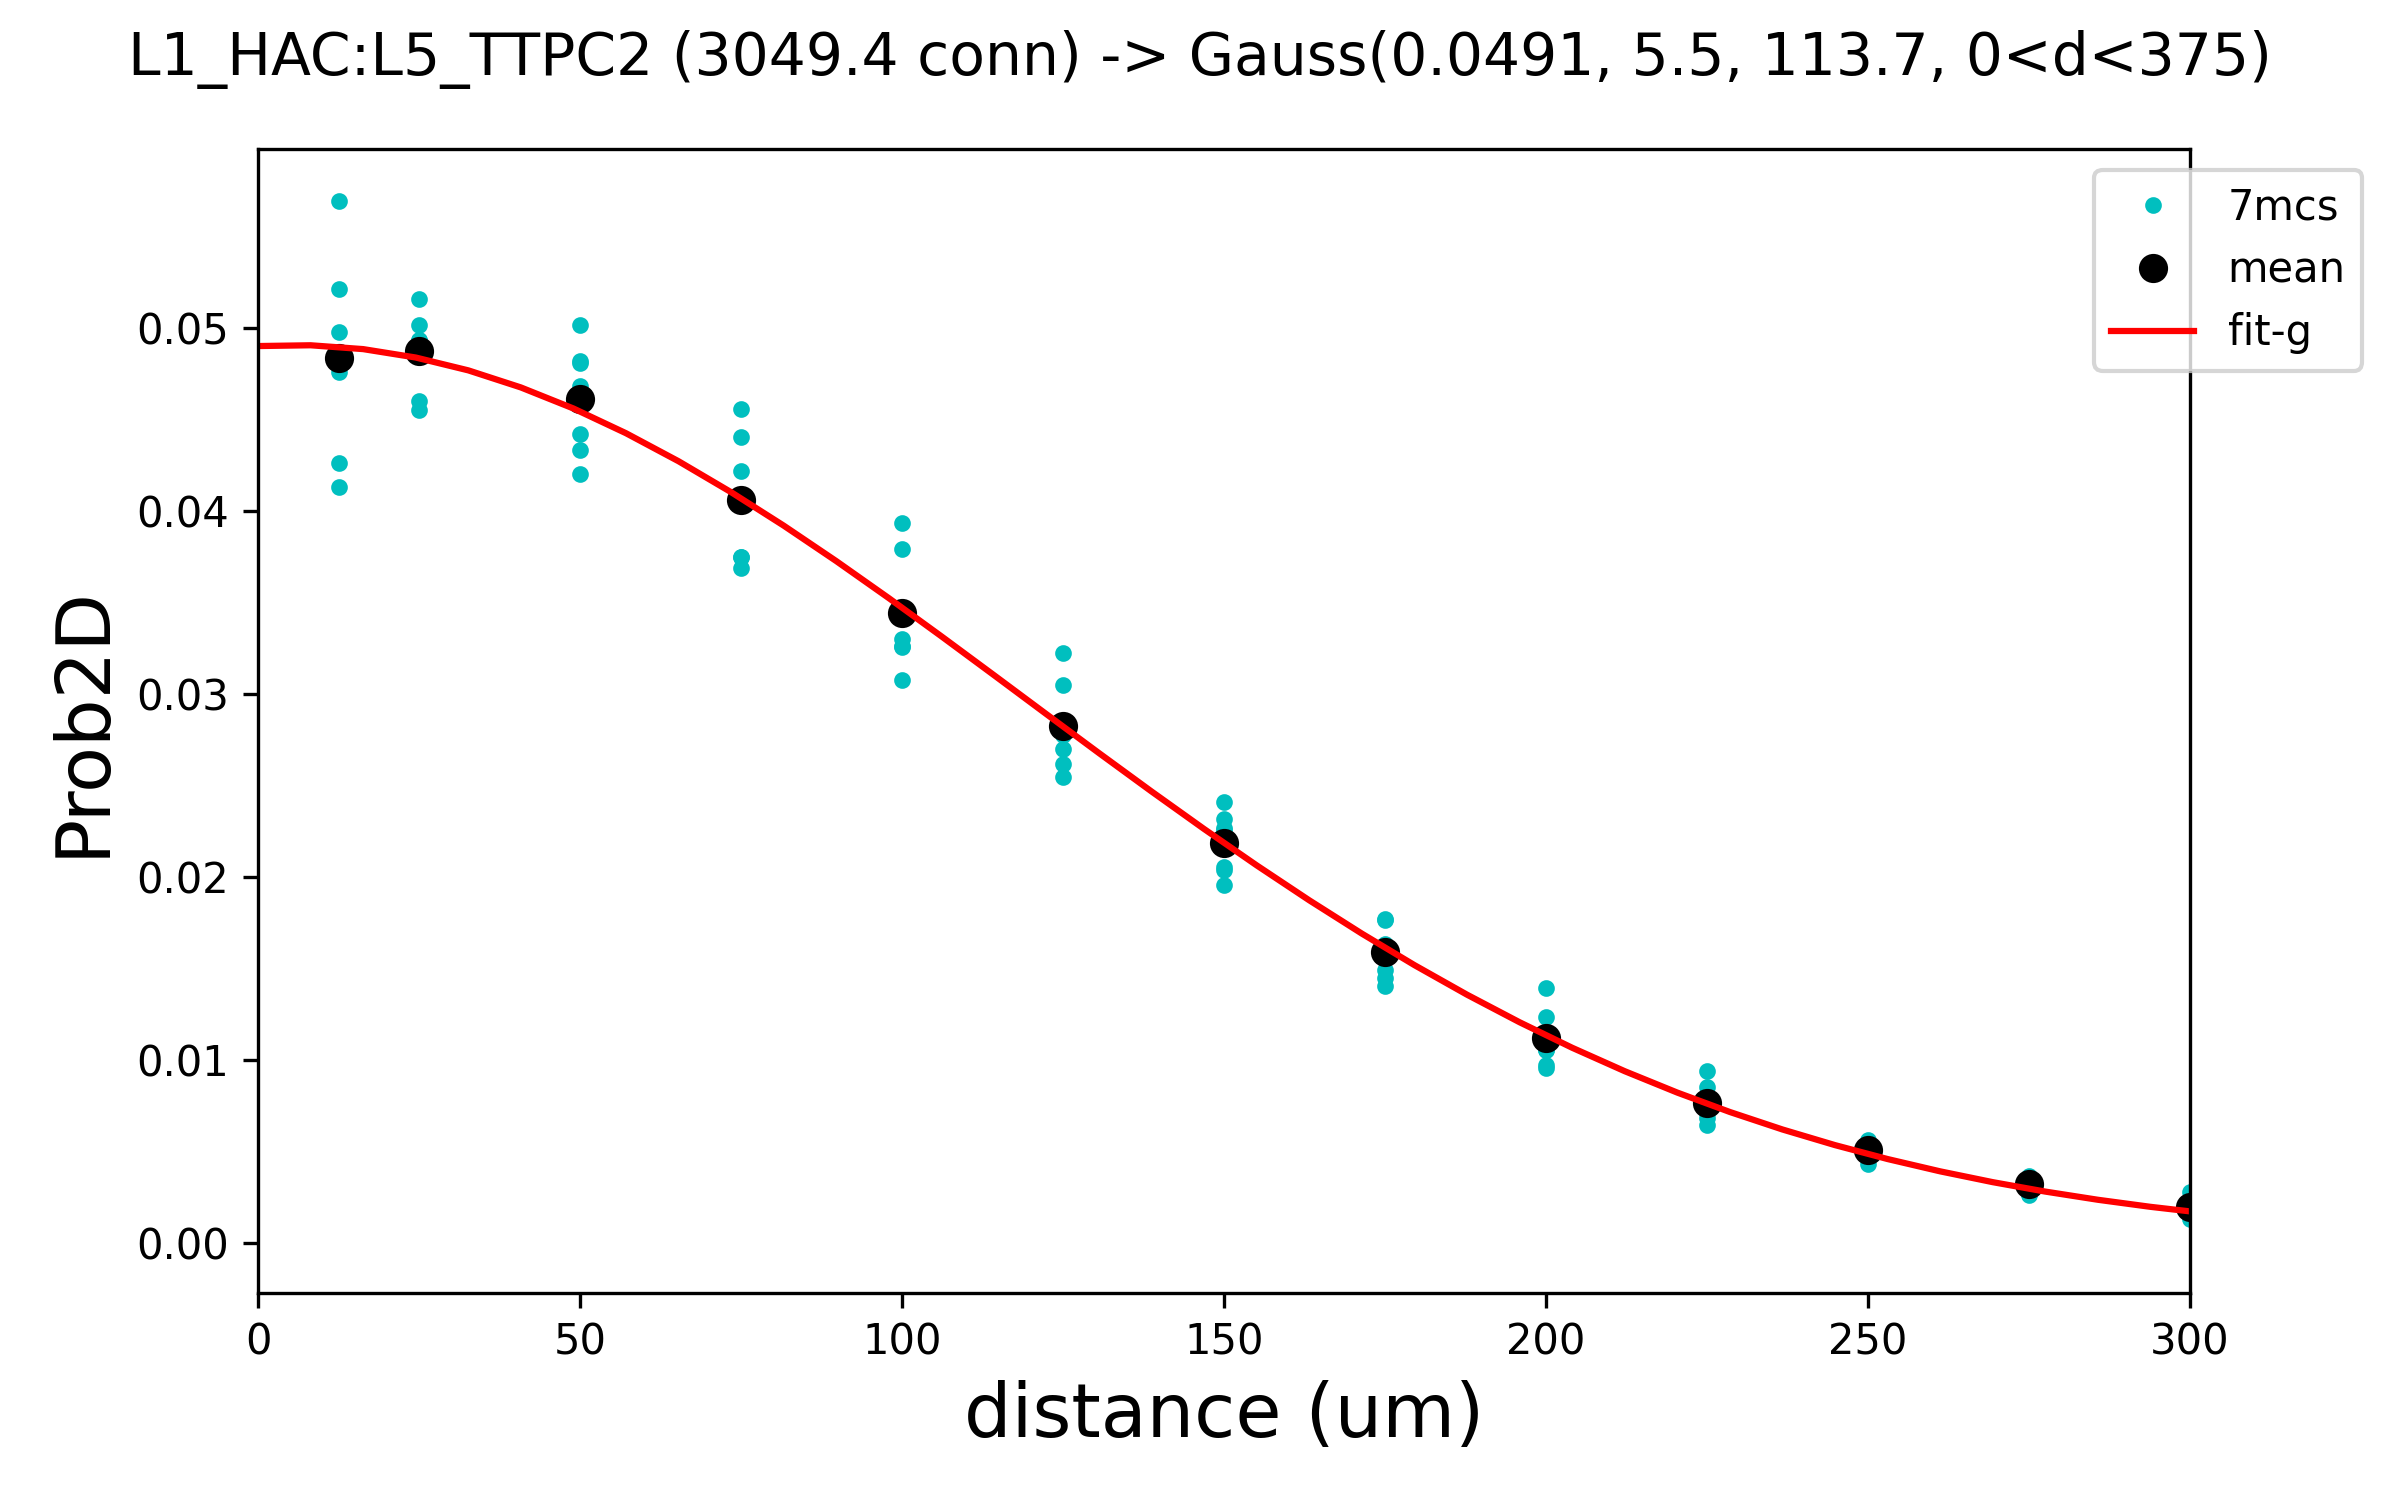 L1_HAC:L5_TTPC2 (3049.4 conn) -> Gauss(0.0491, 5.5, 113.7, 0<d<375)
7mcs
mean
fit-g
Prob2D
0.05
0.04
0.03
0.02
0.01
0.00
0 50 100 150 200 250 300
distance (um)